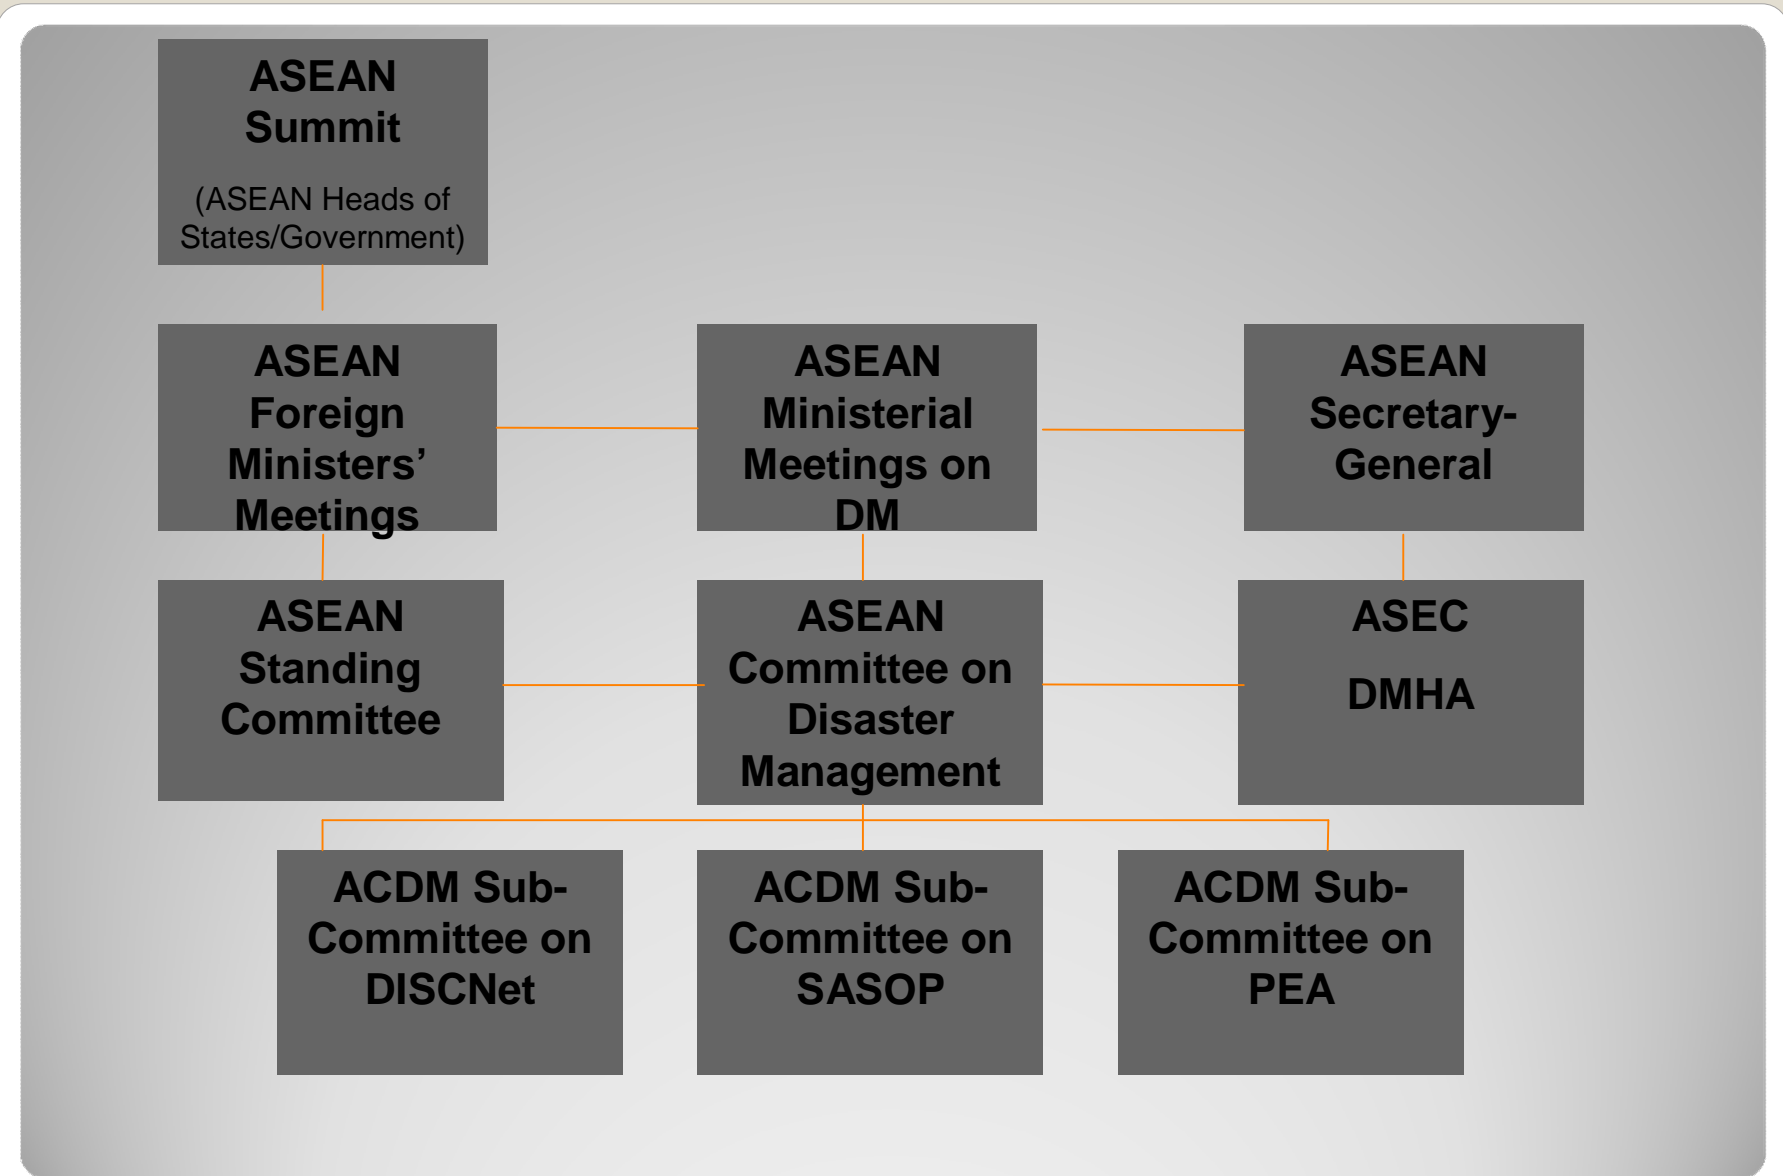 ASEAN
Summit
(ASEAN Heads of
States/Government)
ASEAN
Foreign
Ministers’
Meetings
ASEAN
Ministerial
Meetings on
DM
ASEAN
Secretary-
General
ASEAN
Standing
Committee
ASEAN
Committee on
Disaster
Management
ASEC
DMHA
ACDM Sub-
Committee on
DISCNet
ACDM Sub-
Committee on
SASOP
ACDM Sub-
Committee on
PEA